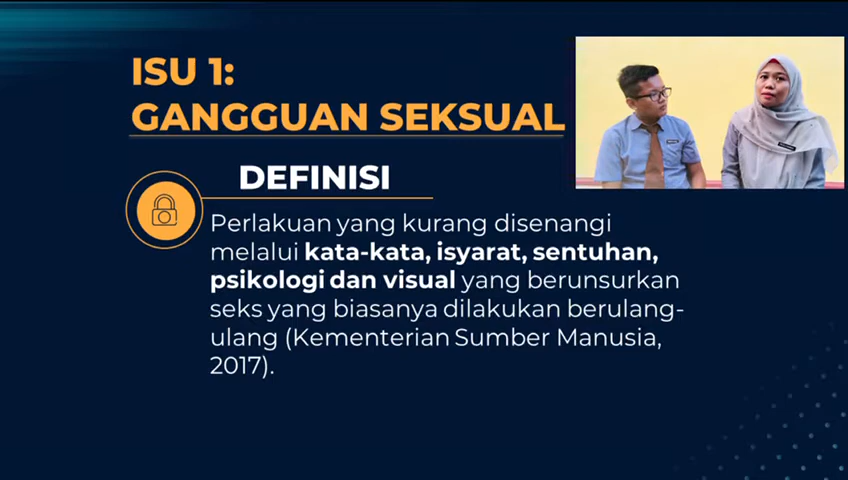 ISU 1:
GANGGUAN SEKSUAL
DEFINISI
Perlakuan yang kurang disenangi
melalui kata-kata, isyarat, sentuhan,
psikologi dan visual yang berunsurkan
seks yang biasanya dilakukan berulang-
ulang (Kementerian Sumber Manusia,
2017).